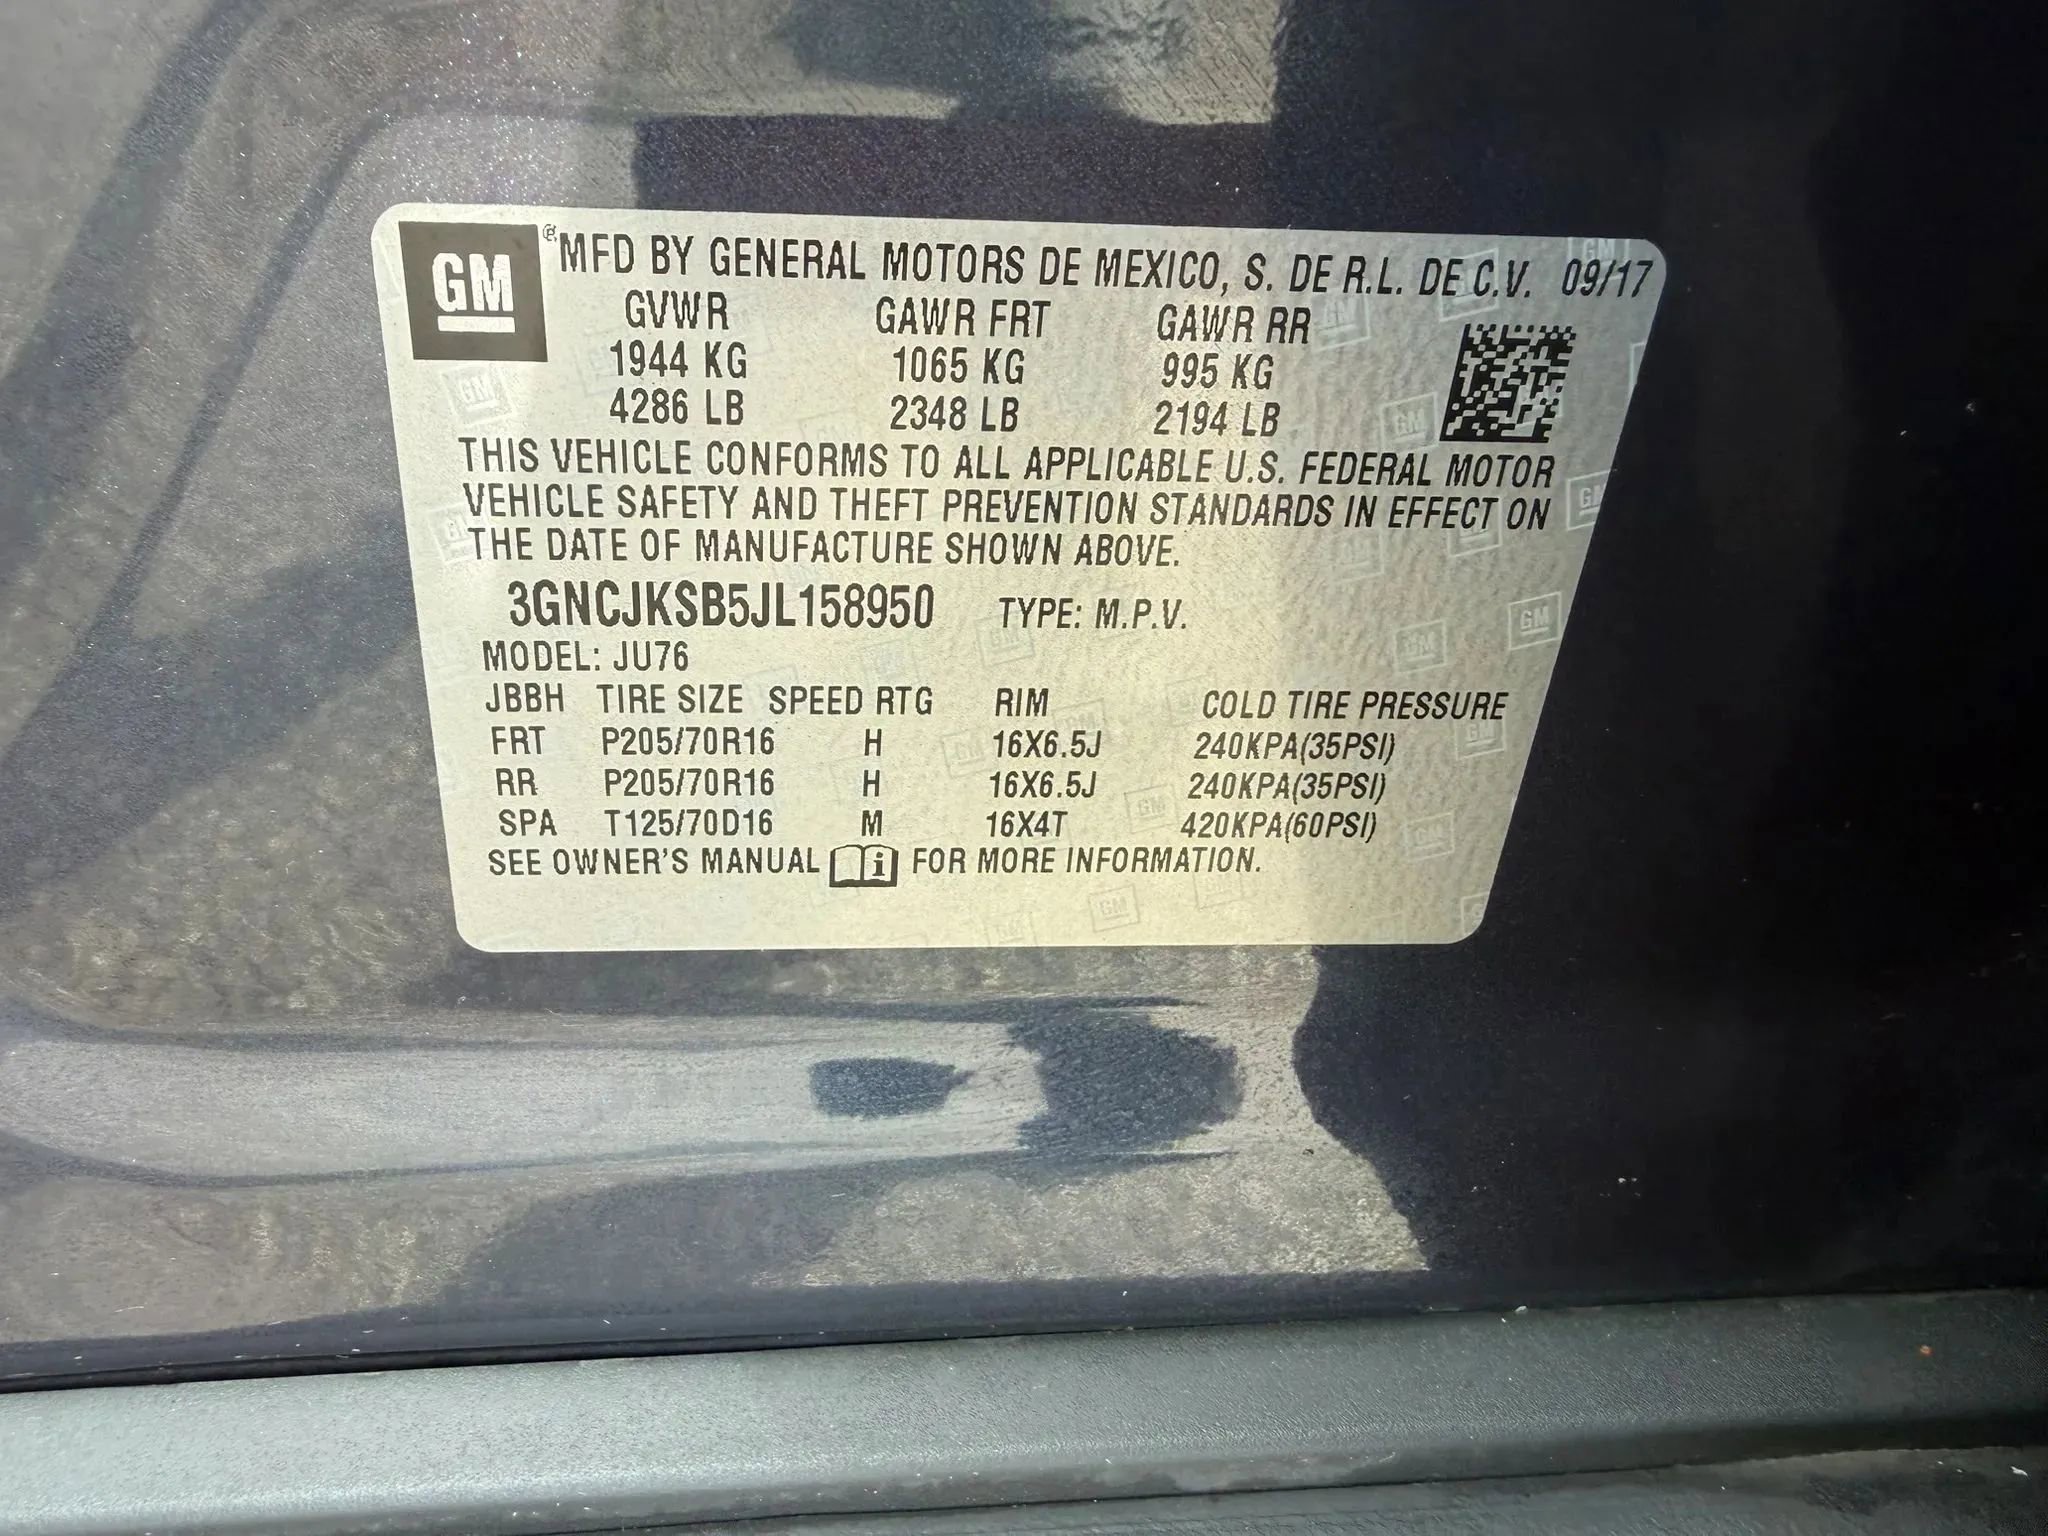 GM
MFD BY GENERAL MOTORS DE MEXICO, S. DE R.L. DE C.V. 09/17
GVWR GAWR FRT GAWR RR
1944 KG 1065 KG 995 KG
4286 LB 2348 LB 2194 LB
THIS VEHICLE CONFORMS TO ALL APPLICABLE U.S. FEDERAL MOTOR
VEHICLE SAFETY AND THEFT PREVENTION STANDARDS IN EFFECT ON
THE DATE OF MANUFACTURE SHOWN ABOVE.
3GNCJKSB5JL158950 TYPE: M.P.V.
MODEL: JU76
JBBH TIRE SIZE SPEED RTG RIM COLD TIRE PRESSURE
FRT P205/70R16 H 16X6.5J 240KPA(35PSI)
RR P205/70R16 H 16X6.5J 240KPA(35PSI)
SPA T125/70D16 M 16X4T 420KPA(60PSI)
SEE OWNER'S MANUAL i FOR MORE INFORMATION.